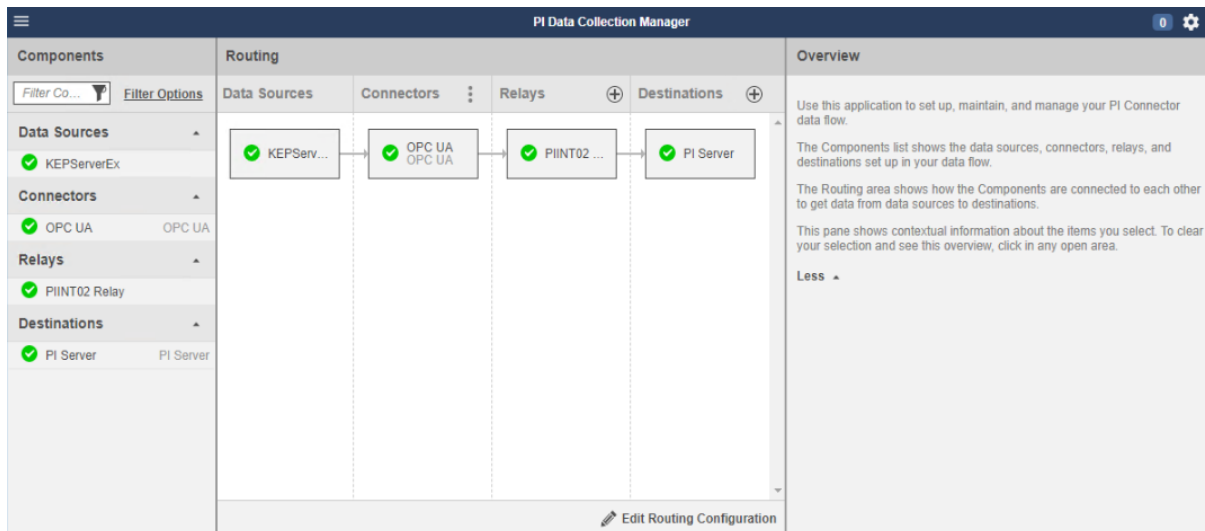 PI Data Collection Manager
0
Components
Filter Co...
Filter Options
Data Sources
KEPServerEx
Connectors
OPC UA
OPC UA
Relays
PIINT02 Relay
Destinations
PI Server
PI Server
Routing
Data Sources
Connectors
Relays
Destinations
KEPServ...
OPC UA
OPC UA
PIINT02 ...
PI Server
Edit Routing Configuration
Overview
Use this application to set up, maintain, and manage your PI Connector
data flow.
The Components list shows the data sources, connectors, relays, and
destinations set up in your data flow.
The Routing area shows how the Components are connected to each other
to get data from data sources to destinations.
This pane shows contextual information about the items you select. To clear
your selection and see this overview, click in any open area.
Less